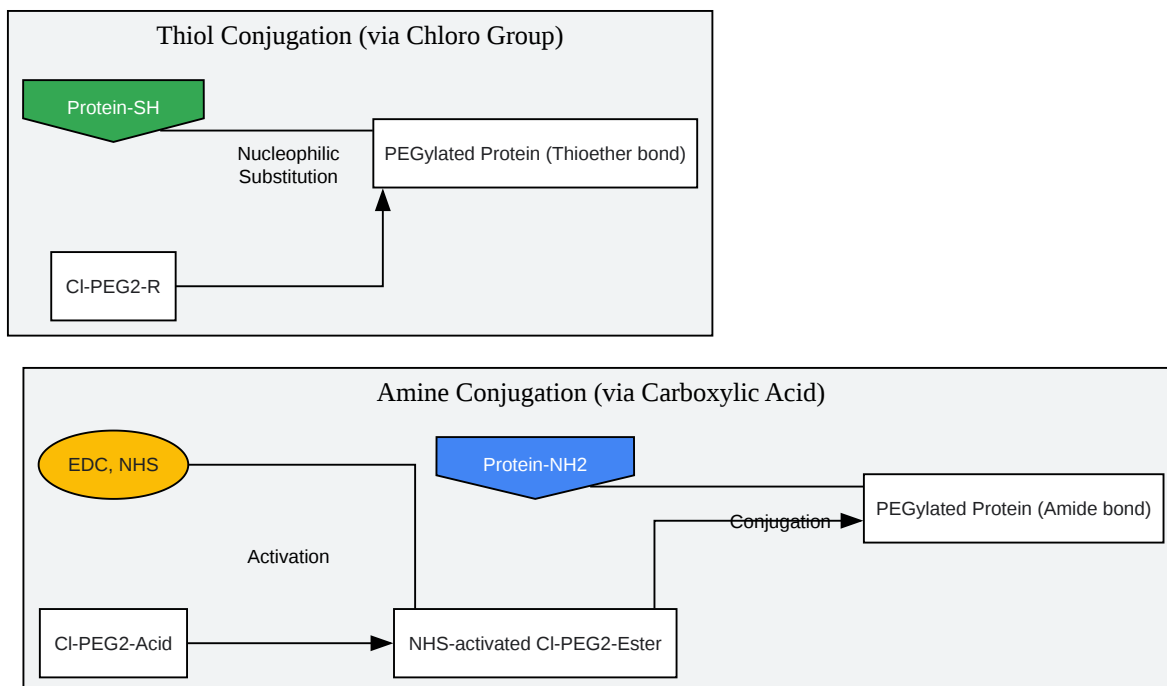 Thiol Conjugation (via Chloro Group)
Protein-SH
Nucleophilic
Substitution
PEGylated Protein (Thioether bond)
Cl-PEG2-R
Amine Conjugation (via Carboxylic Acid)
EDC, NHS
Protein-NH2
PEGylated Protein (Amide bond)
Conjugation
Activation
Cl-PEG2-Acid
NHS-activated Cl-PEG2-Ester